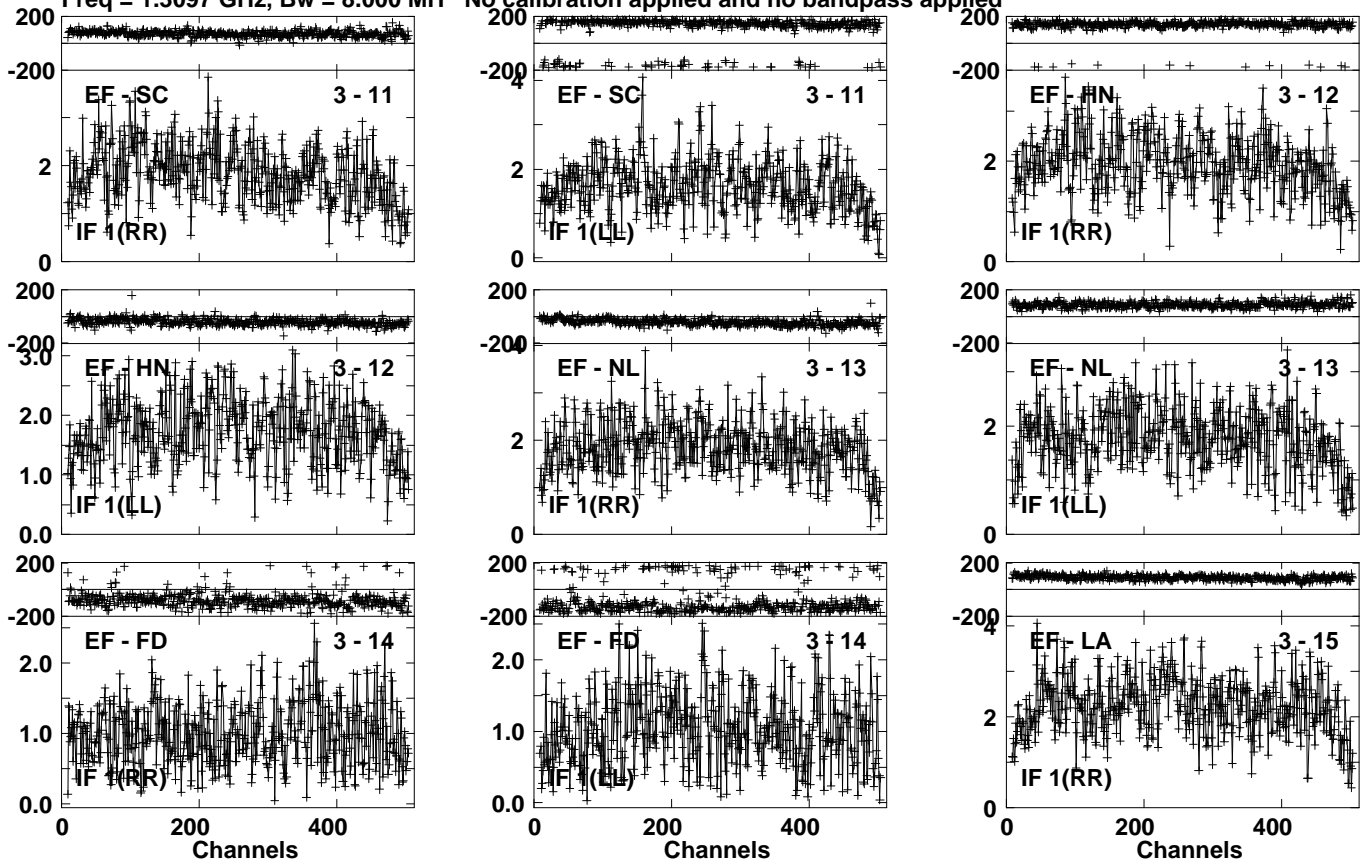 Freq = GHz, Bw = 8.000 MH No calibration applied and no bandpass applied
200
-200
EF - SC 3 - 11
2
IF 1(RR)
0
200
-200
4
EF - SC 3 - 11
2
IF 1(LL)
0
200
-200
EF - HN 3 - 12
2
IF 1(RR)
0
200
-200
3.0
EF - HN 3 - 12
2.0
1.0
IF 1(LL)
0.0
200
-200
4
EF - NL 3 - 13
2
IF 1(RR)
0
200
-200
EF - NL 3 - 13
2
IF 1(LL)
0
200
-200
EF - FD 3 - 14
2.0
1.0
IF 1(RR)
0.0
0 200 400
Channels
200
-200
EF - FD 3 - 14
2.0
1.0
IF 1(LL)
0.0
0 200 400
Channels
200
-200
4
EF - LA 3 - 15
2
IF 1(RR)
0
0 200 400
Channels